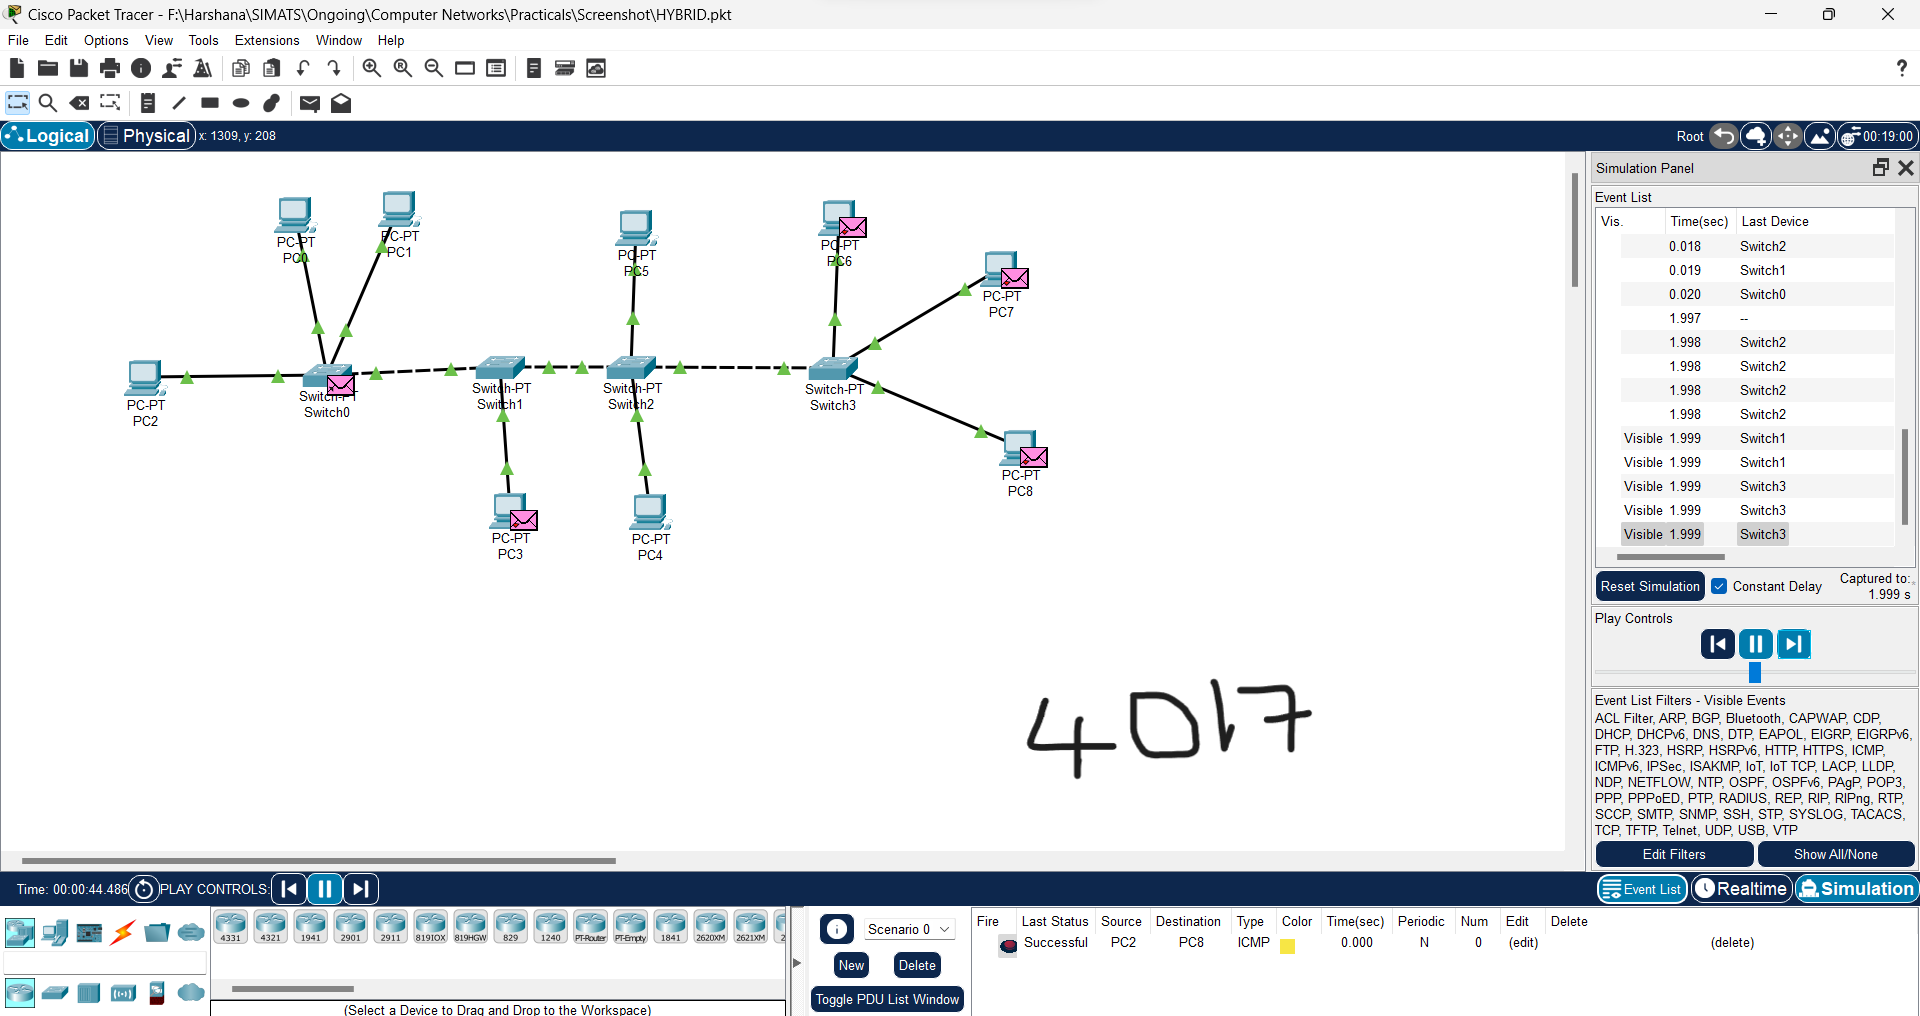 Cisco Packet Tracer - F:\Harshana\SIMATS\Ongoing\Computer Networks\Practicals\Screenshot\HYBRID.pkt
File Edit Options View Tools Extensions Window Help
?
Logical Physical x: 1309, y: 208
Root 00:19:00
PC-PT
PC0
PC-PT
PC1
PC-PT
PC5
PC-PT
PC6
PC-PT
PC7
PC-PT
PC2
Switch-PT
Switch0
Switch-PT
Switch1
Switch-PT
Switch2
Switch-PT
Switch3
PC-PT
PC8
PC-PT
PC3
PC-PT
PC4
4017
Simulation Panel
Event List
Vis. Time(sec) Last Device
0.018 Switch2
0.019 Switch1
0.020 Switch0
1.997 --
1.998 Switch2
1.998 Switch2
1.998 Switch2
1.998 Switch2
Visible 1.999 Switch1
Visible 1.999 Switch1
Visible 1.999 Switch3
Visible 1.999 Switch3
Visible 1.999 Switch3
Reset Simulation Constant Delay Captured to:
1.999 s
Play Controls
Event List Filters - Visible Events
ACL Filter, ARP, BGP, Bluetooth, CAPWAP, CDP,
DHCP, DHCPv6, DNS, DTP, EAPOL, EIGRP, EIGRPv6,
FTP, H.323, HSRP, HSRPv6, HTTP, HTTPS, ICMP,
ICMPv6, IPSec, ISAKMP, IoT, IoT TCP, LACP, LLDP,
NDP, NETFLOW, NTP, OSPF, OSPFv6, PAgP, POP3,
PPP, PPPoED, PTP, RADIUS, REP, RIP, RIPng, RTP,
SCCP, SMTP, SNMP, SSH, STP, SYSLOG, TACACS,
TCP, TFTP, Telnet, UDP, USB, VTP
Edit Filters Show All/None
Time: 00:00:44.486 PLAY CONTROLS:
Event List Realtime Simulation
4331 4321 1941 2901 2911 819IOX 819HGW 829 1240 PT-Router PT-Empty 1841 2620XM 2621XM 2
(Select a Device to Drag and Drop to the Workspace)
Scenario 0
New Delete
Toggle PDU List Window
Fire Last Status Source Destination Type Color Time(sec) Periodic Num Edit Delete
Successful PC2 PC8 ICMP 0.000 N 0 (edit) (delete)